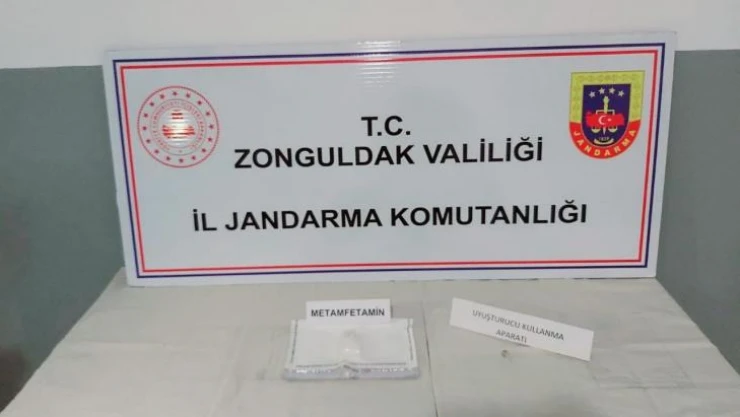 T.C.
ZONGULDAK VALİLİĞİ
İL JANDARMA KOMUTANLIĞI
JANDARMA
METAMFETAMİN
UYUŞTURUCU KULLANMA
APARATI